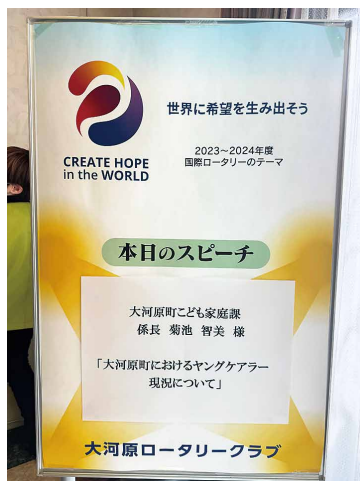 世界に希望を生み出そう
CREATE HOPE
in the WORLD
2023～2024年度
国際ロータリーのテーマ
本日のスピーチ
大河原町こども家庭課
係長 菊池 智美 様
「大河原町におけるヤングケアラー
現況について」
大河原ロータリークラブ